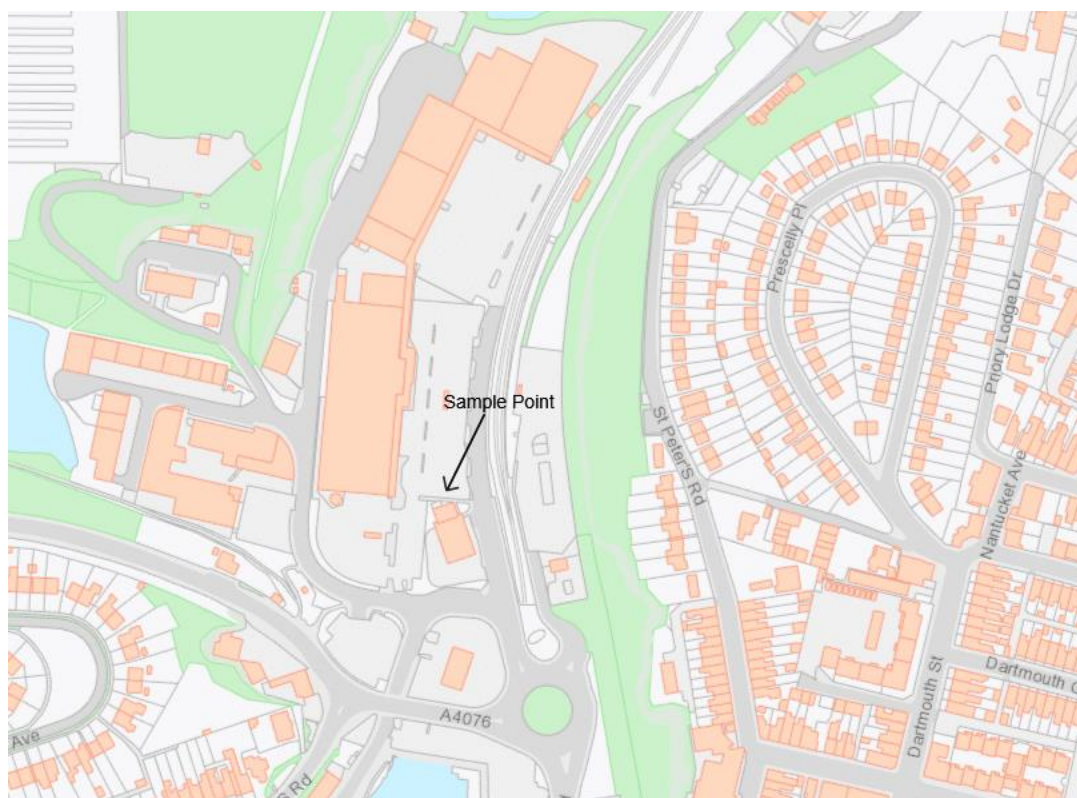 Prescelly Pl
Priory Lodge Dr
Sample Point
St Peter'S Rd
Nantucket Ave
Dartmouth St
A4076
Ave
S Rd